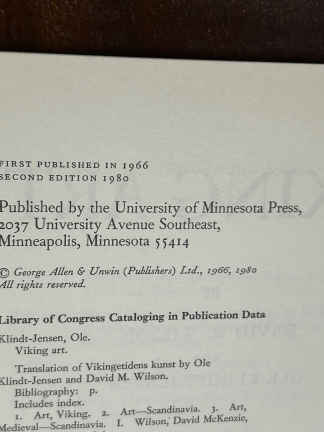 FIRST PUBLISHED IN 1966
SECOND EDITION 1980
Published by the University of Minnesota Press,
2037 University Avenue Southeast,
Minneapolis, Minnesota 55414
© George Allen & Unwin (Publishers) Ltd., 1966, 1980
All rights reserved.
Library of Congress Cataloging in Publication Data
Klindt-Jensen, Ole.
Viking art.
Translation of Vikingetidens kunst by Ole
Klindt-Jensen and David M. Wilson.
Bibliography: p.
Includes index.
1. Art, Viking. 2. Art—Scandinavia. 3. Art,
Medieval—Scandinavia. I. Wilson, David McKenzie,